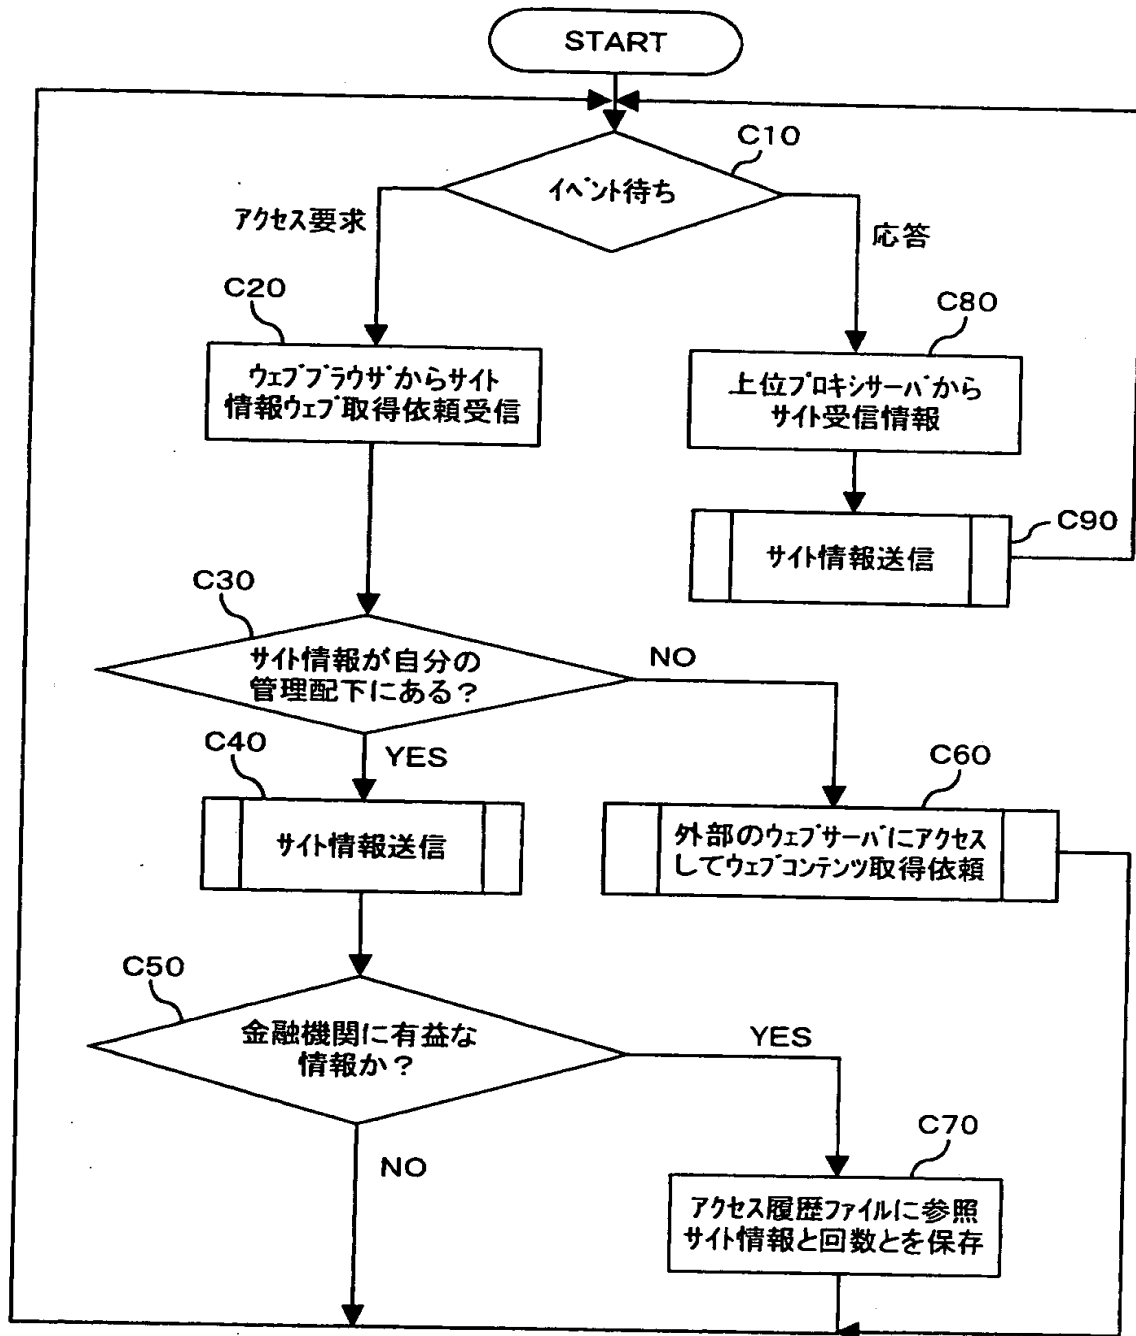 START
C10
イベント待ち
アクセス要求
応答
C20
ウェブブラウザからサイト
情報ウェブ取得依頼受信
C80
上位プロキシサーバから
サイト受信情報
C90
サイト情報送信
C30
サイト情報が自分の
管理配下にある？
NO
YES
C40
サイト情報送信
C60
外部のウェブサーバにアクセス
してウェブコンテンツ取得依頼
C50
金融機関に有益な
情報か？
YES
NO
C70
アクセス履歴ファイルに参照
サイト情報と回数とを保存